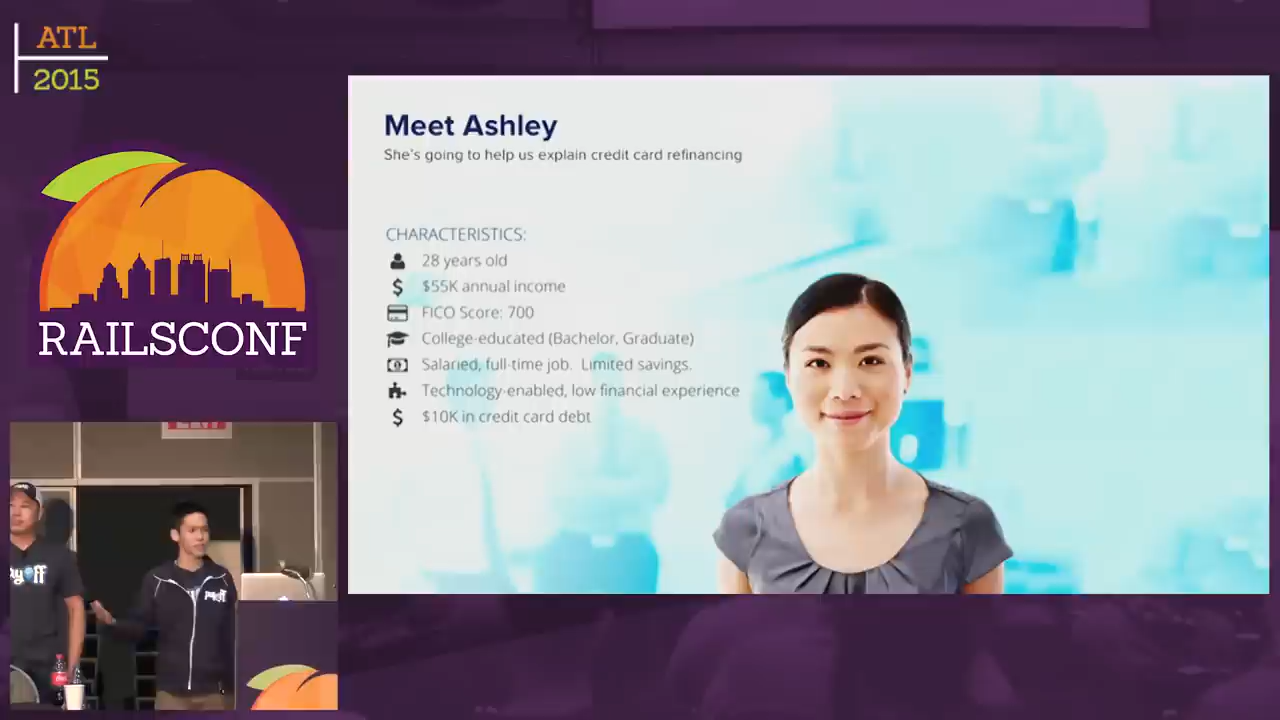 ATL
2015
RAILSCONF
Meet Ashley
She's going to help us explain credit card refinancing
CHARACTERISTICS:
28 years old
$55K annual income
FICO Score: 700
College-educated (Bachelor, Graduate)
Salaried, full-time job. Limited savings.
Technology-enabled, low financial experience
$10K in credit card debt